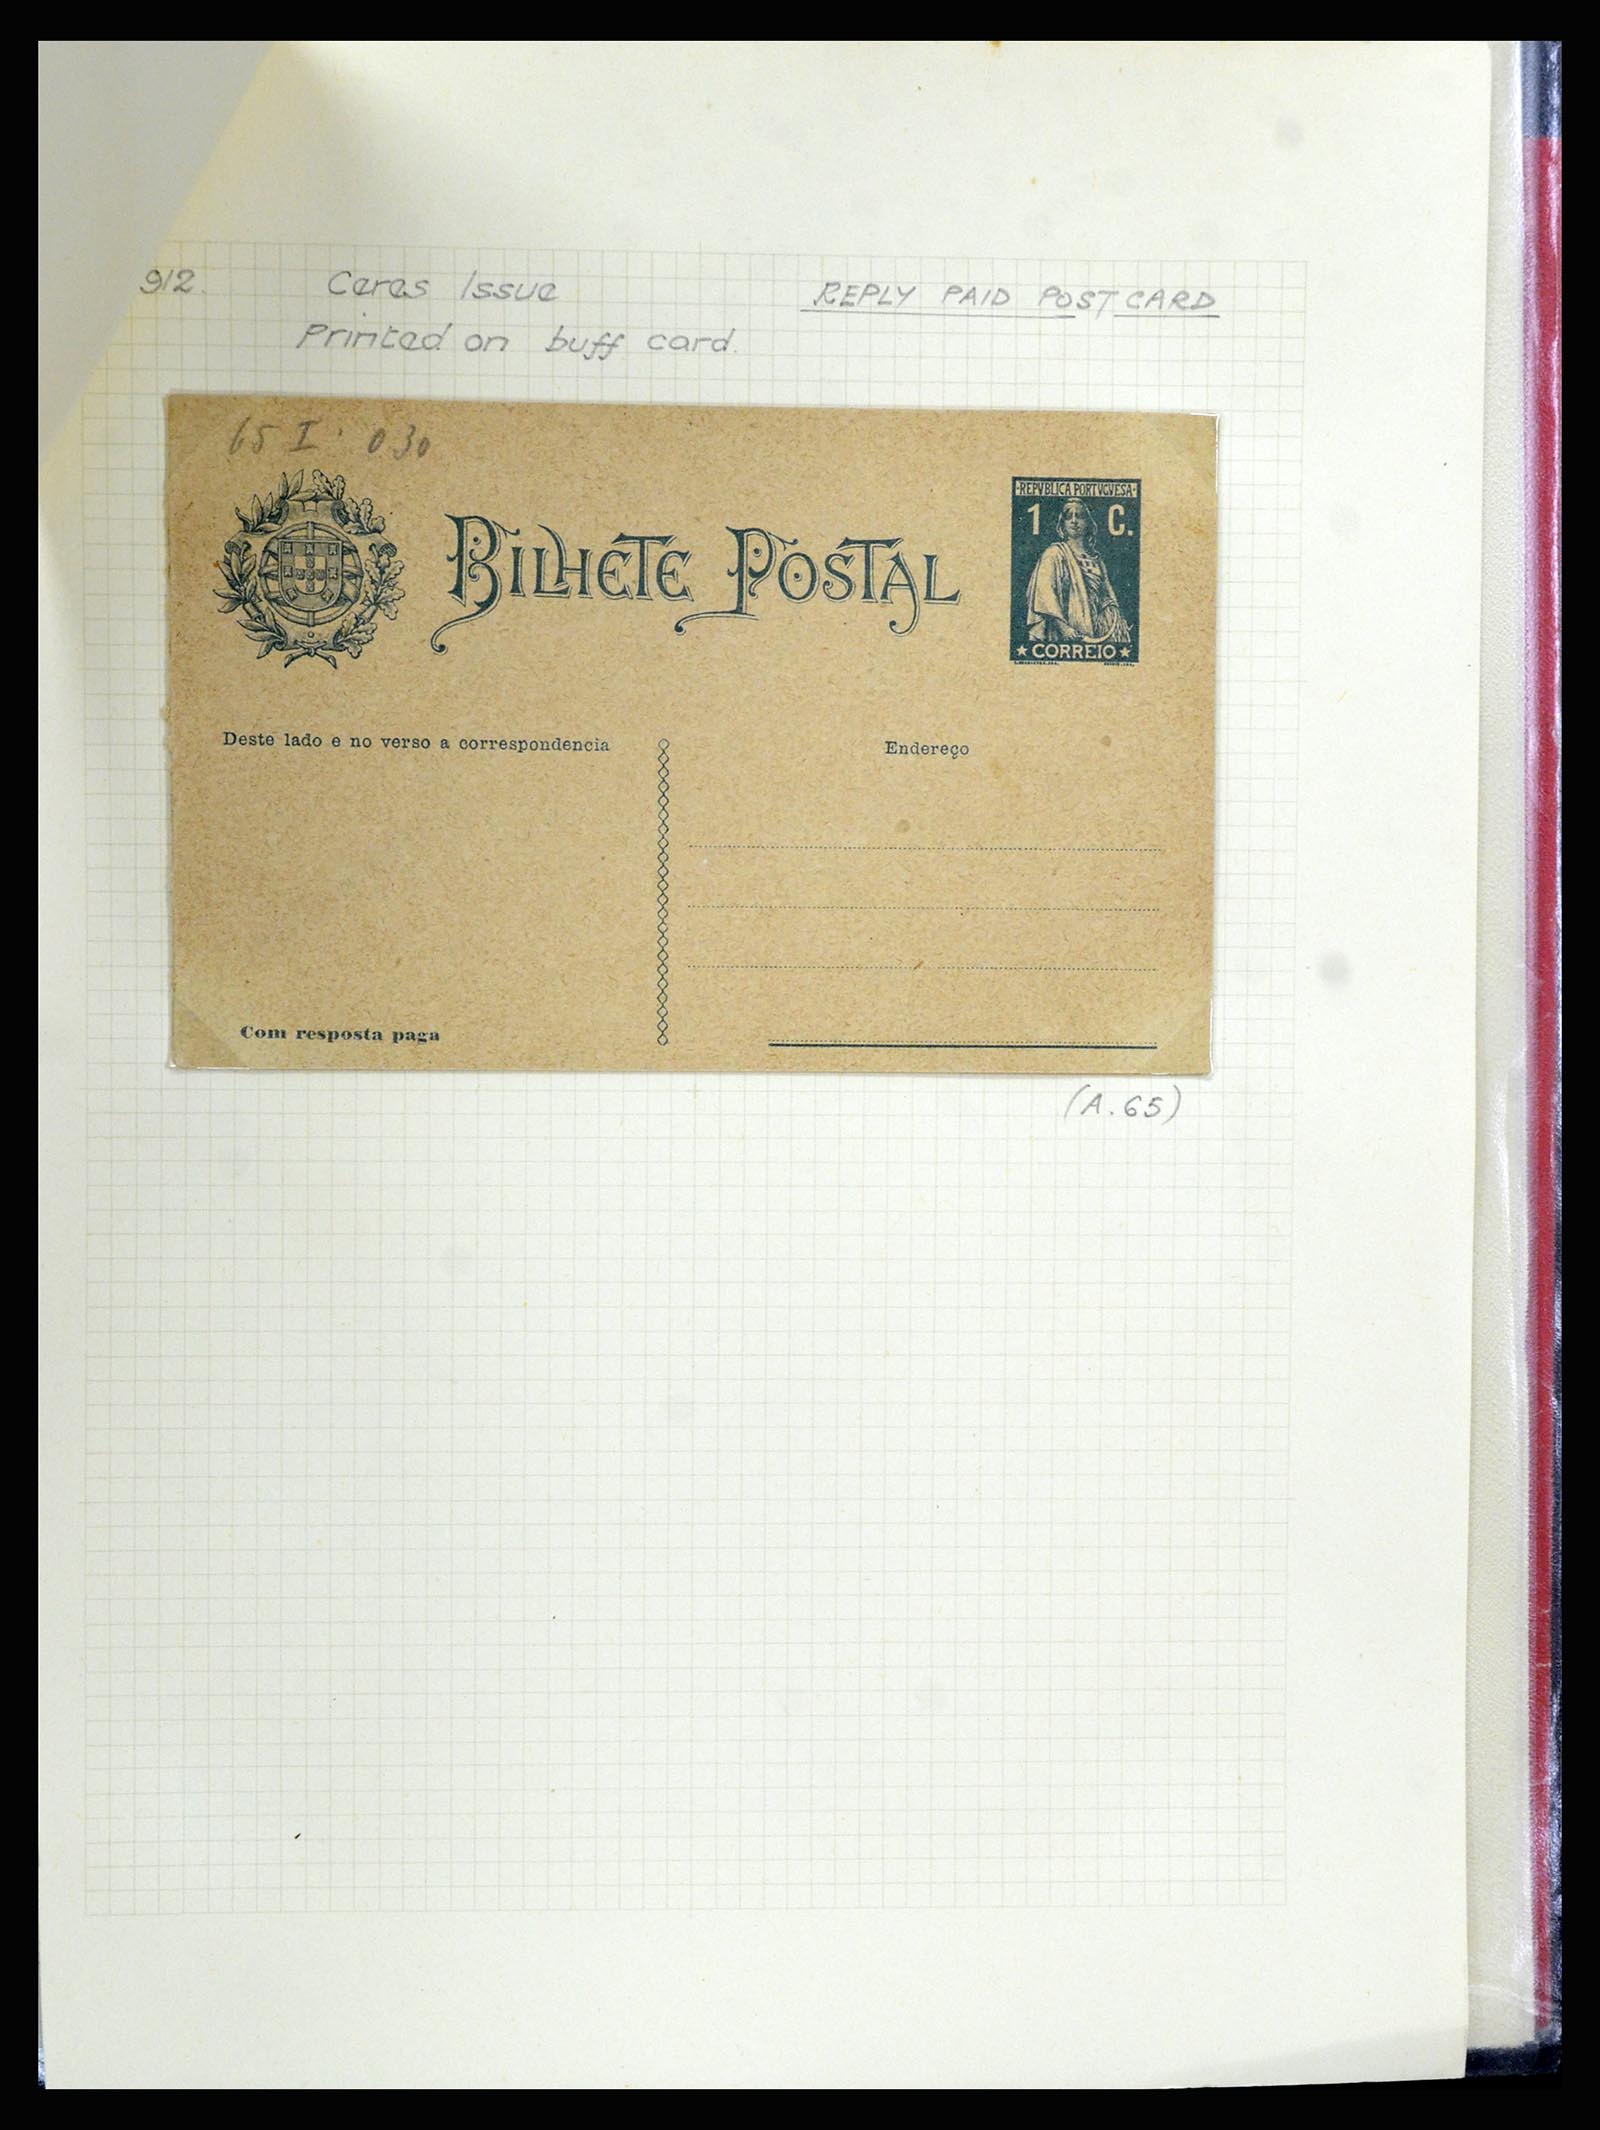 912. Ceres Issue REPLY PAID POSTCARD
Printed on buff card.
65 I · 030
BILHETE POSTAL
·REPVBLICA PORTVGVESA·
1 C.
★ CORREIO ★
Deste lado e no verso a correspondencia
Endereço
Com resposta paga
(A.65)